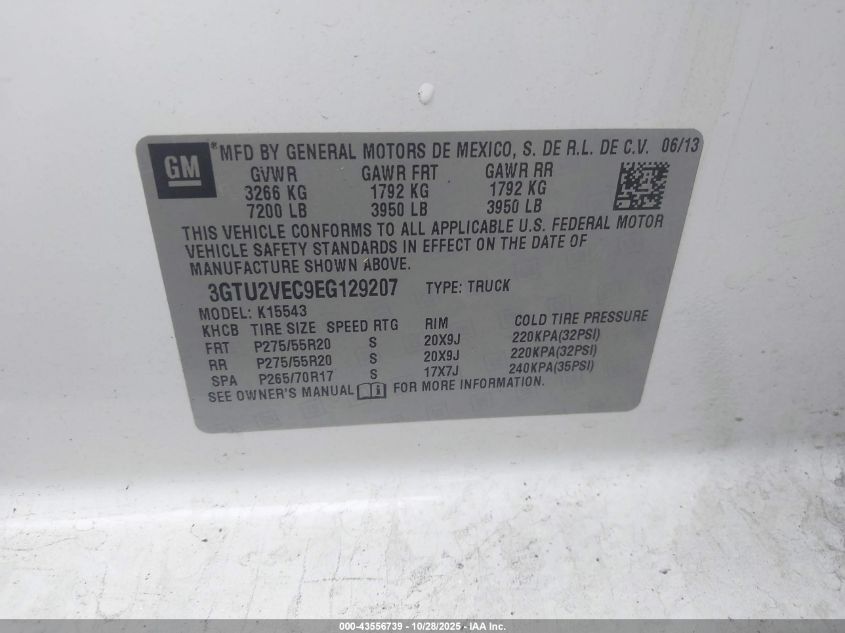 GM ® MFD BY GENERAL MOTORS DE MEXICO, S. DE R.L. DE C.V. 06/13
GVWR GAWR FRT GAWR RR
3266 KG 1792 KG 1792 KG
7200 LB 3950 LB 3950 LB
THIS VEHICLE CONFORMS TO ALL APPLICABLE U.S. FEDERAL MOTOR
VEHICLE SAFETY STANDARDS IN EFFECT ON THE DATE OF
MANUFACTURE SHOWN ABOVE.
3GTU2VEC9EG129207 TYPE: TRUCK
MODEL: K15543
KHCB TIRE SIZE SPEED RTG RIM COLD TIRE PRESSURE
FRT P275/55R20 S 20X9J 220KPA(32PSI)
RR P275/55R20 S 20X9J 220KPA(32PSI)
SPA P265/70R17 S 17X7J 240KPA(35PSI)
SEE OWNER'S MANUAL FOR MORE INFORMATION.
000-43556739 - 10/28/2025 - IAA Inc.